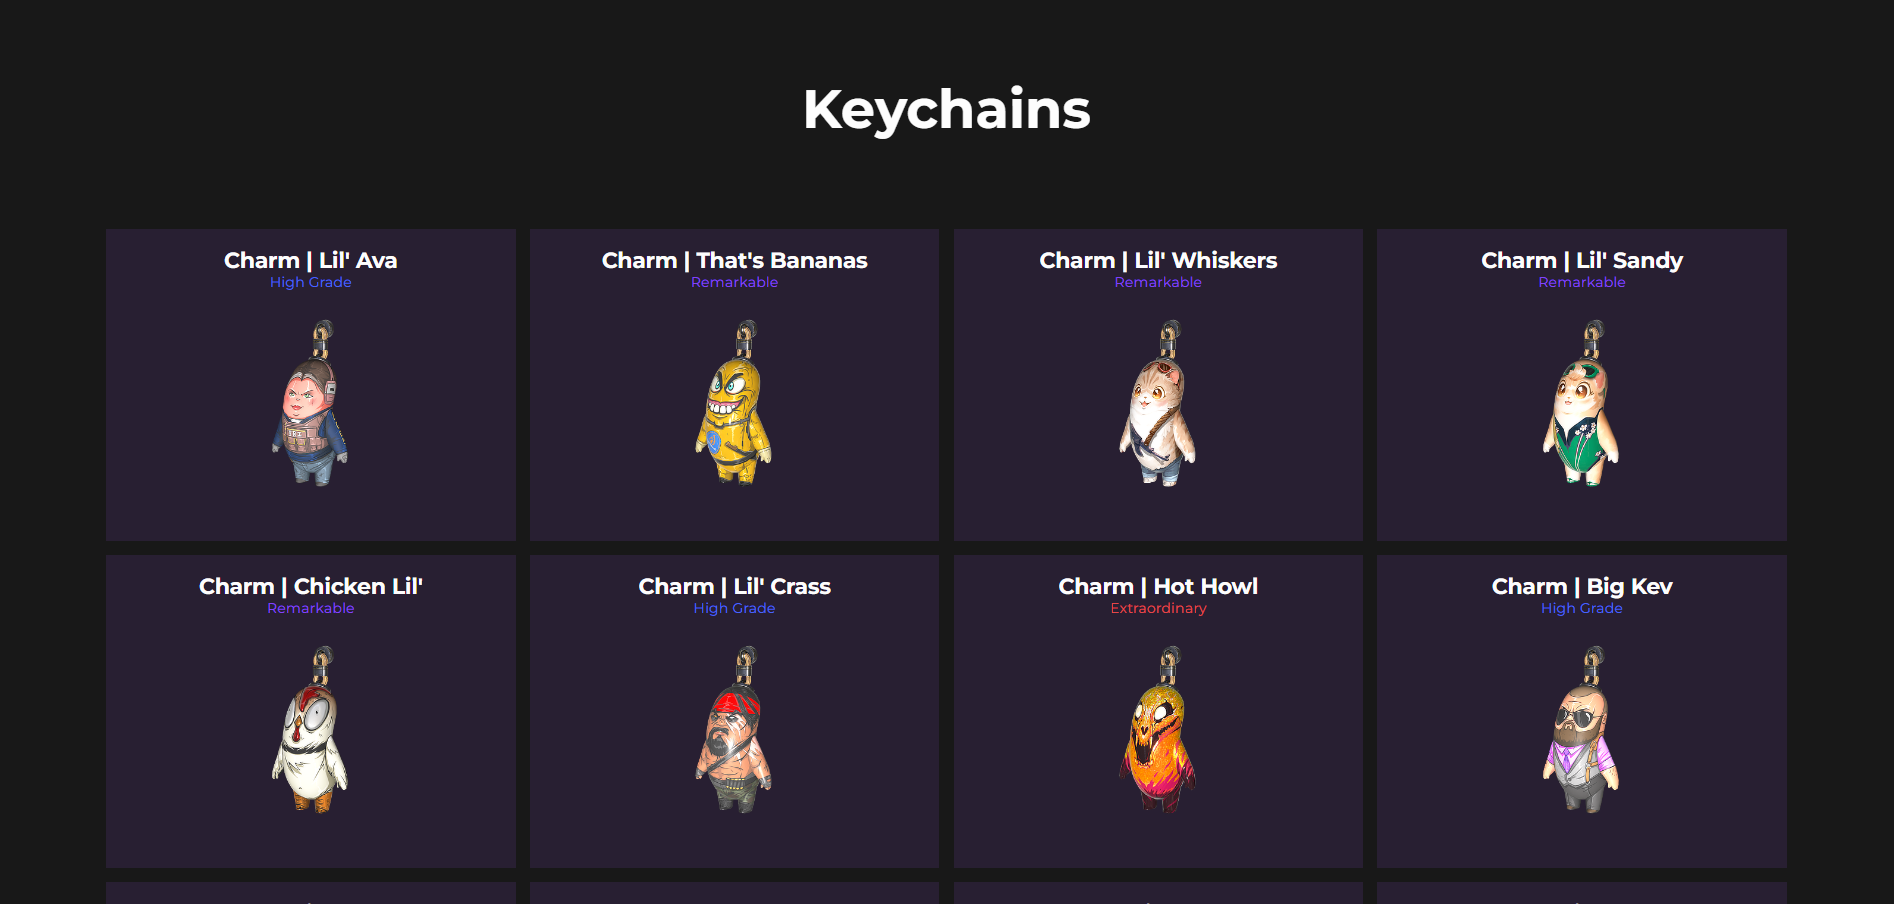 Keychains
Charm | Lil' Ava
High Grade
Charm | That's Bananas
Remarkable
Charm | Lil' Whiskers
Remarkable
Charm | Lil' Sandy
Remarkable
Charm | Chicken Lil'
Remarkable
Charm | Lil' Crass
High Grade
Charm | Hot Howl
Extraordinary
Charm | Big Kev
High Grade